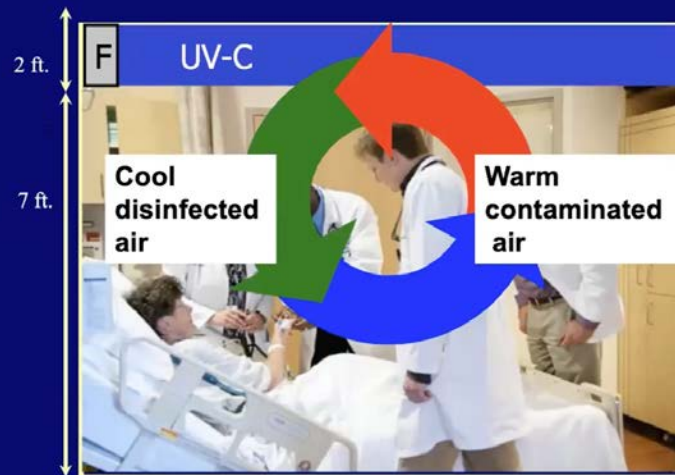 2 ft.
F
UV-C
7 ft.
Cool
disinfected
air
Warm
contaminated
air